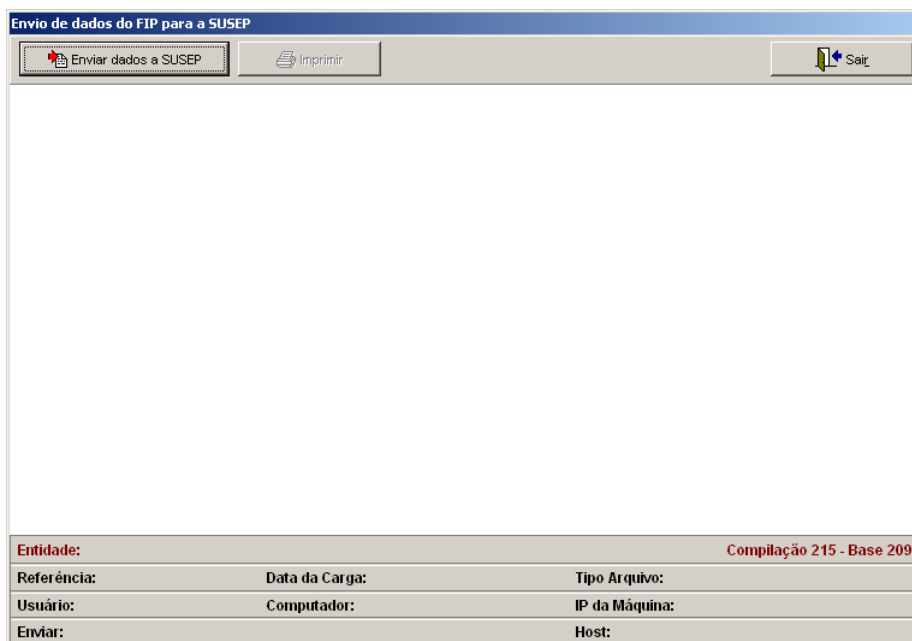 Envio de dados do FIP para a SUSEP
Enviar dados a SUSEP Imprimir Sair
Entidade: Compilação 215 - Base 209
Referência: Data da Carga: Tipo Arquivo:
Usuário: Computador: IP da Máquina:
Enviar: Host: